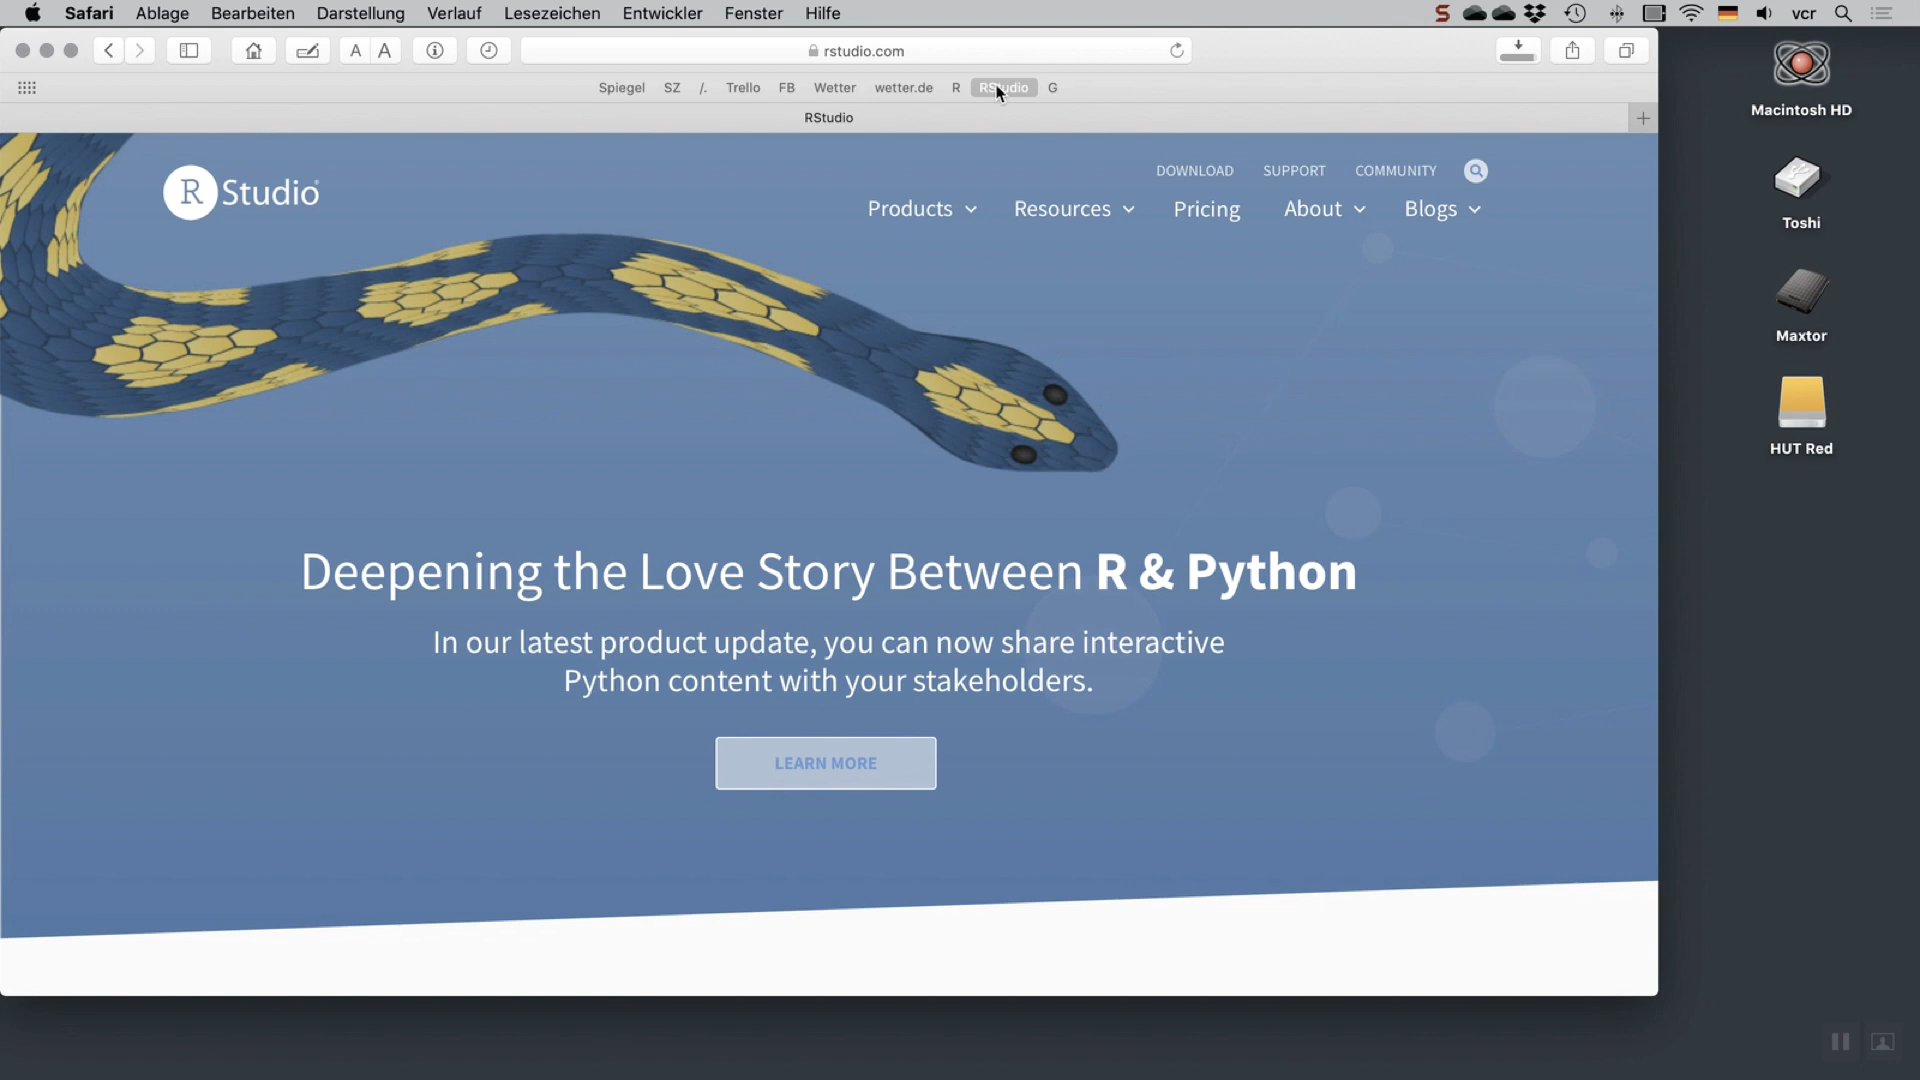 Safari Ablage Bearbeiten Darstellung Verlauf Lesezeichen Entwickler Fenster Hilfe vcr
A A rstudio.com
Spiegel SZ /. Trello FB Wetter wetter.de R RStudio G
RStudio
R Studio
DOWNLOAD SUPPORT COMMUNITY
Products Resources Pricing About Blogs
Deepening the Love Story Between R & Python
In our latest product update, you can now share interactive
Python content with your stakeholders.
LEARN MORE
Macintosh HD
Toshi
Maxtor
HUT Red